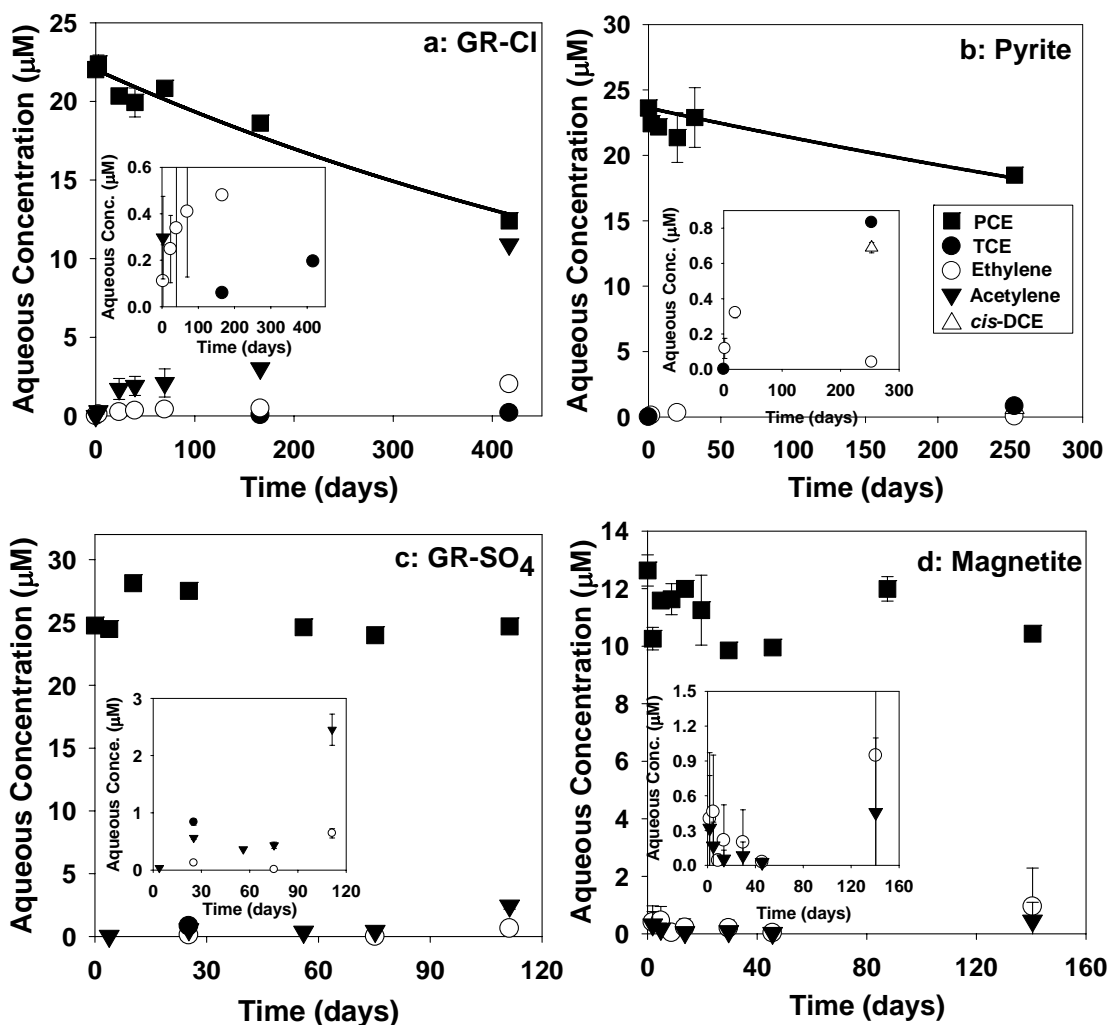 a: GR-Cl
Aqueous Concentration (μM)
25
20
15
10
5
0
0 100 200 300 400
Time (days)
Aqueous Conc. (μM)
0.6
0.4
0.2
0.0
0 100 200 300 400
Time (days)
b: Pyrite
Aqueous Concentration (μM)
30
25
20
15
10
5
0
0 50 100 150 200 250 300
Time (days)
Aqueous Conc. (μM)
0.8
0.6
0.4
0.2
0.0
0 100 200 300
Time (days)
PCE
TCE
Ethylene
Acetylene
cis-DCE
c: GR-SO4
Aqueous Concentration (μM)
30
25
20
15
10
5
0
0 30 60 90 120
Time (days)
Aqueous Conce. (μM)
3
2
1
0
0 30 60 90 120
Time (days)
d: Magnetite
Aqueous Concentration (μM)
14
12
10
8
6
4
2
0
0 40 80 120 160
Time (days)
Aqueous Conc. (μM)
1.5
1.2
0.9
0.6
0.3
0.0
0 20 40 60 80 120 160
Time (days)